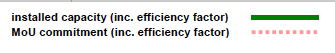 installed capacity (inc. efficiency factor)
MoU commitment (inc. efficiency factor)